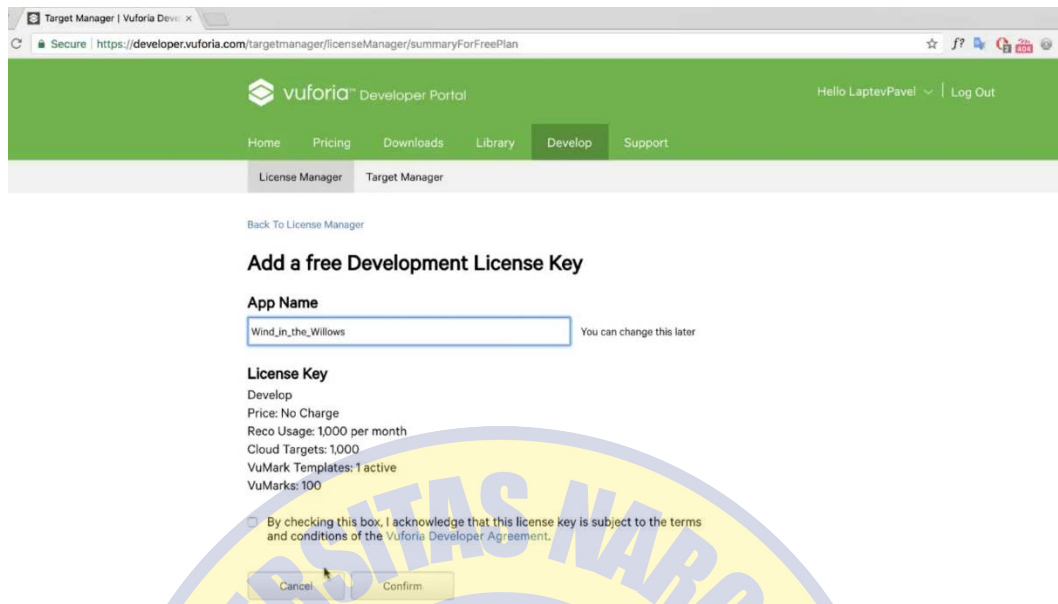 Target Manager | Vuforia Deve
Secure https://developer.vuforia.com/targetmanager/licenseManager/summaryForFreePlan
f?
404
vuforia™ Developer Portal
Hello LaptevPavel | Log Out
Home Pricing Downloads Library Develop Support
License Manager Target Manager
Back To License Manager
Add a free Development License Key
App Name
Wind_in_the_Willows You can change this later
License Key
Develop
Price: No Charge
Reco Usage: 1,000 per month
Cloud Targets: 1,000
VuMark Templates: 1 active
VuMarks: 100
By checking this box, I acknowledge that this license key is subject to the terms
and conditions of the Vuforia Developer Agreement.
Cancel Confirm